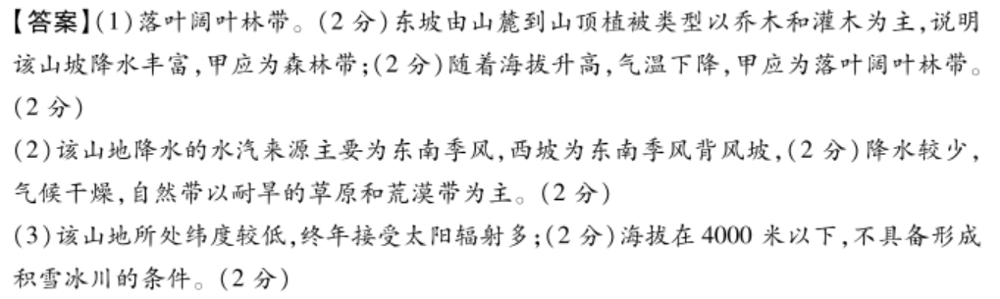 【答案】(1)落叶阔叶林带。(2 分)东坡由山麓到山顶植被类型以乔木和灌木为主,说明
该山坡降水丰富,甲应为森林带;(2 分)随着海拔升高,气温下降,甲应为落叶阔叶林带。
(2 分)
(2)该山地降水的水汽来源主要为东南季风,西坡为东南季风背风坡,(2 分)降水较少,
气候干燥,自然带以耐旱的草原和荒漠带为主。(2 分)
(3)该山地所处纬度较低,终年接受太阳辐射多;(2 分)海拔在 4000 米以下,不具备形成
积雪冰川的条件。(2 分)